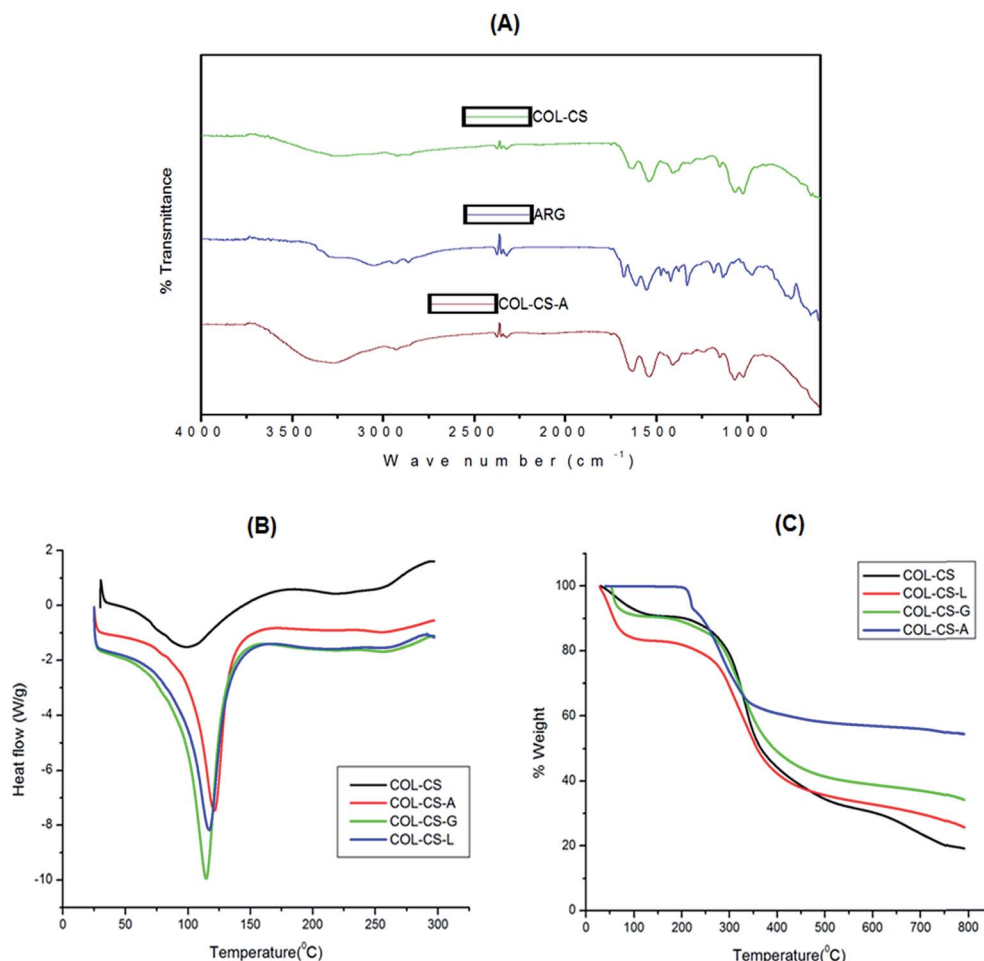 (A)
% Transmittance
COL-CS
ARG
COL-CS-A
4000 3500 3000 2500 2000 1500 1000
Wave number (cm⁻¹)
(B)
Heat flow (W/g)
2
0
-2
-4
-6
-8
-10
COL-CS
COL-CS-A
COL-CS-G
COL-CS-L
0 50 100 150 200 250 300
Temperature(⁰C)
(C)
% Weight
100
80
60
40
20
0
COL-CS
COL-CS-L
COL-CS-G
COL-CS-A
0 100 200 300 400 500 600 700 800
Temperature(⁰C)